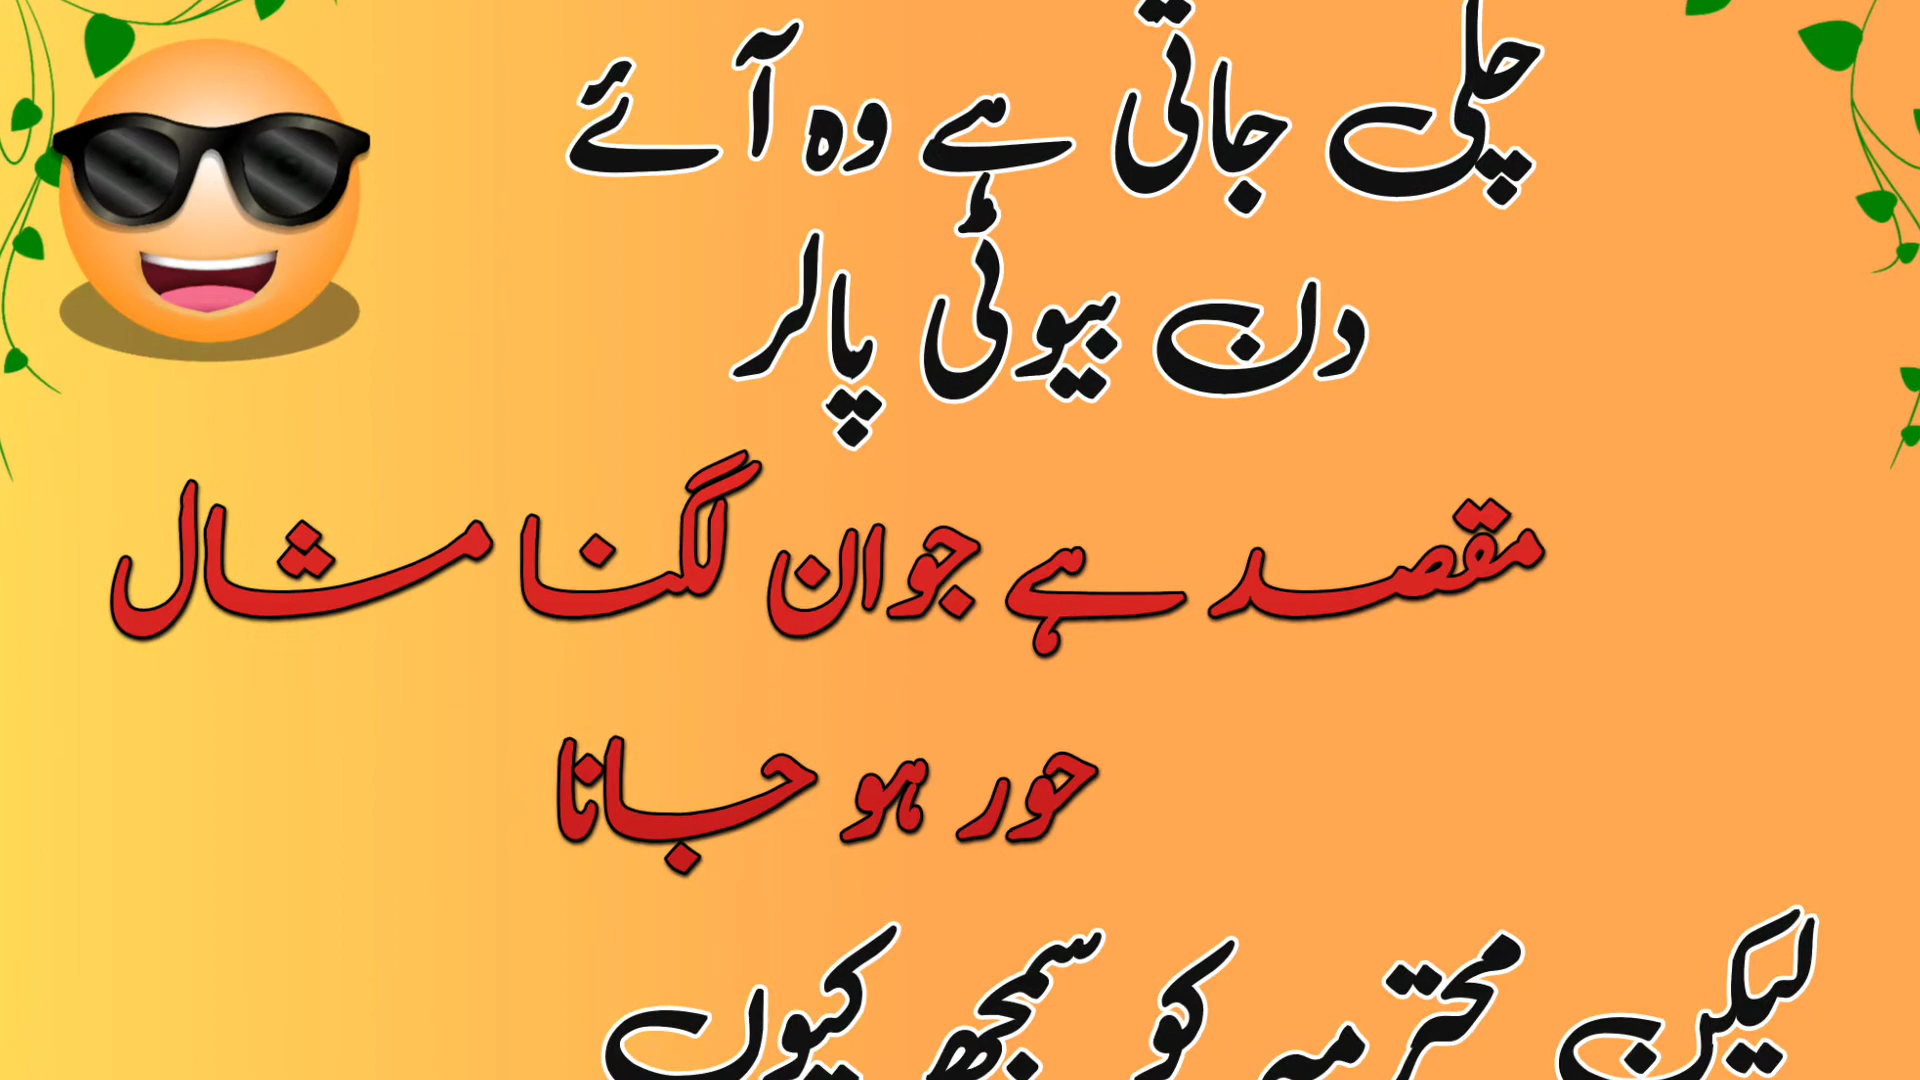 چلی جاتی ہے وہ آئے
دن بیوٹی پالر
مقصد ہے جوان لگنا مشال
حور ہو جانا
لیکن محترمہ کو سمجھ کیوں